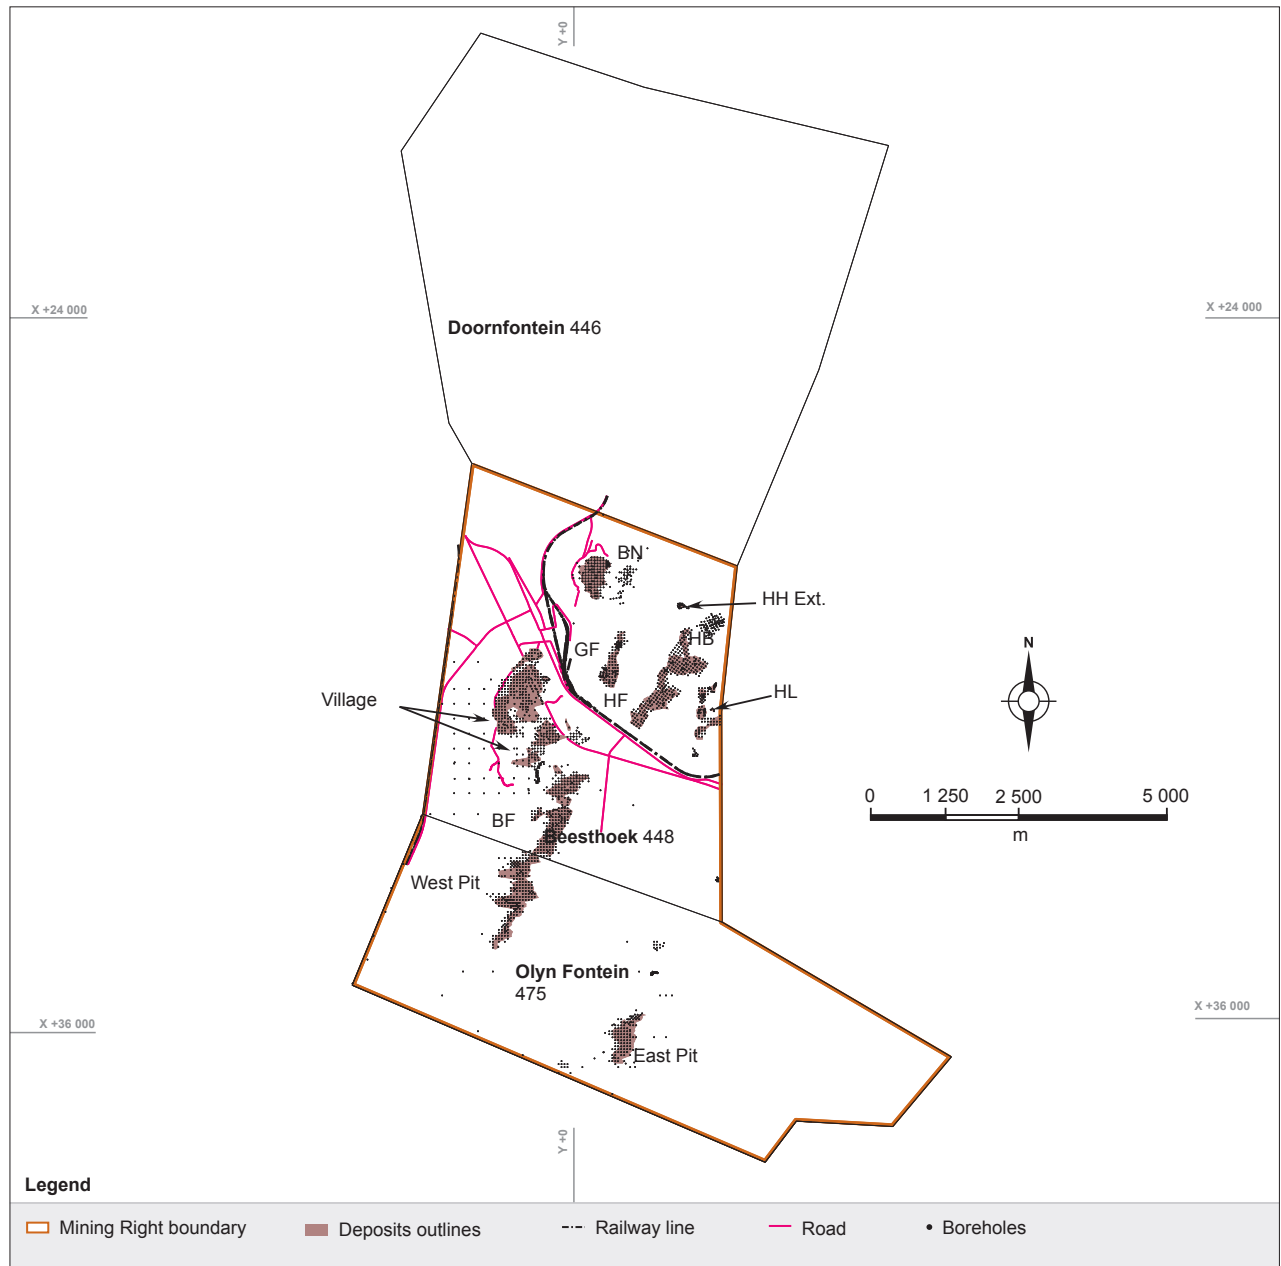 Y +0
X +24 000
X +24 000
Doornfontein 446
BN
HH Ext.
HB
GF
N
Village
HF
HL
0 1 250 2 500 5 000
m
BF
Beesthoek 448
West Pit
Olyn Fontein
475
X +36 000
X +36 000
East Pit
Y +0
Legend
Mining Right boundary
Deposits outlines
Railway line
Road
Boreholes